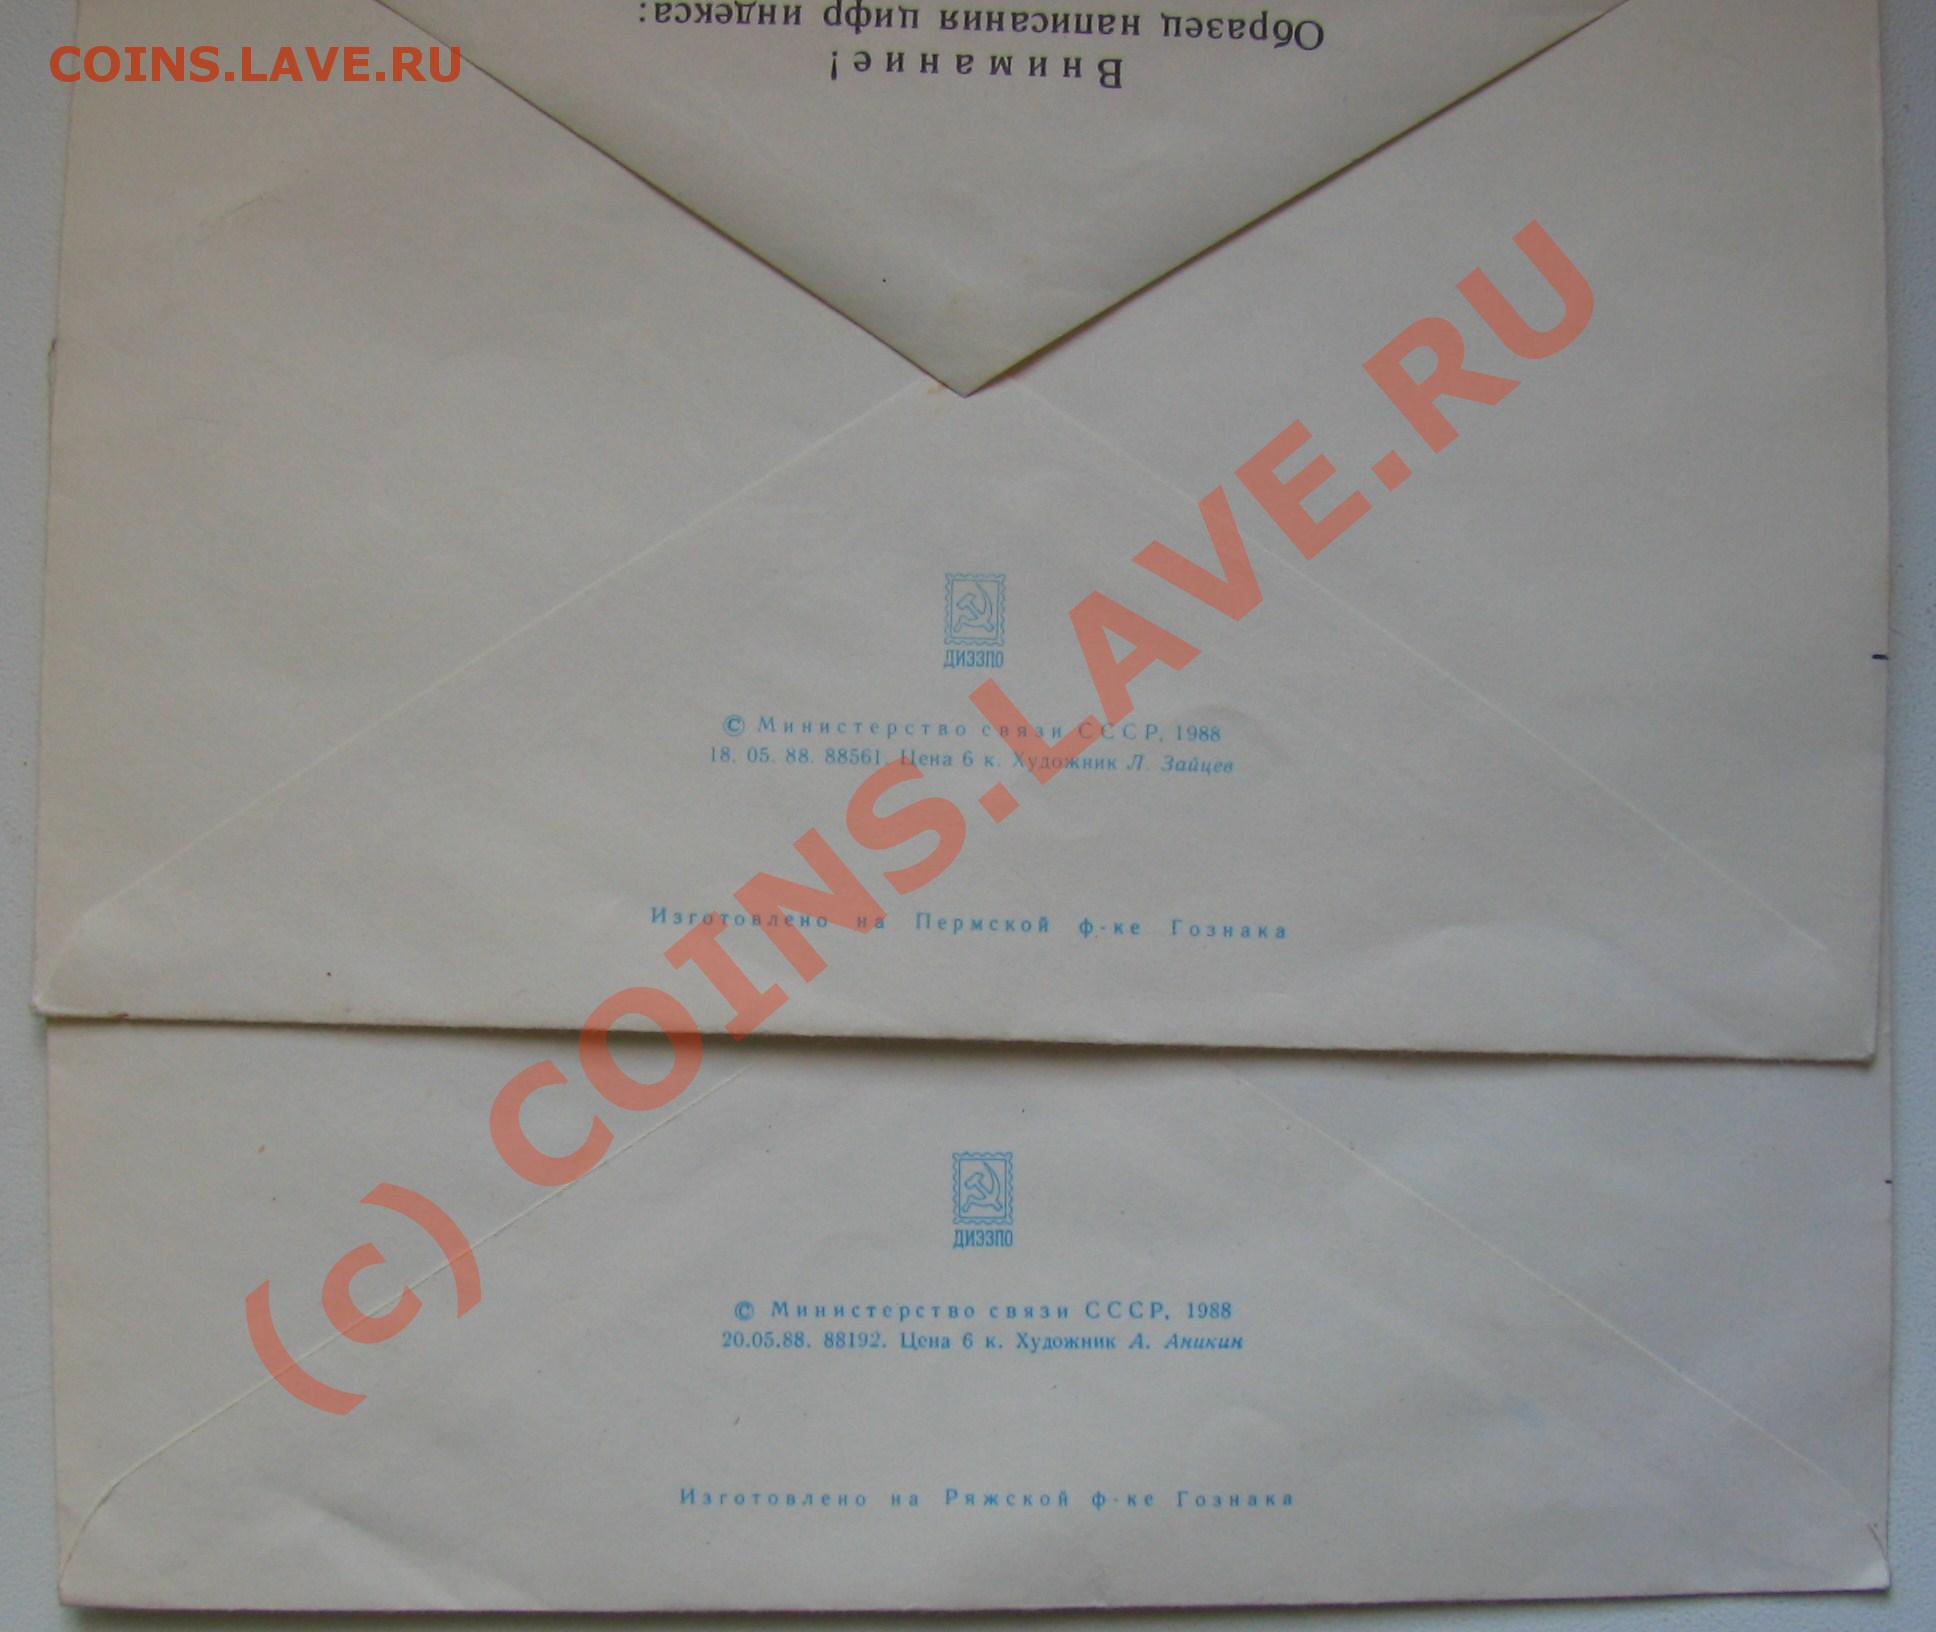 COINS.LAVE.RU
Внимание!
Образец написания цифр индекса:
ДИЭЗПО
© Министерство связи СССР, 1988
18. 05. 88. 88561. Цена 6 к. Художник Л. Зайцев
Изготовлено на Пермской ф-ке Гознака
ДИЭЗПО
© Министерство связи СССР, 1988
20.05.88. 88192. Цена 6 к. Художник А. Аникин
Изготовлено на Ряжской ф-ке Гознака
(c) COINS.LAVE.RU